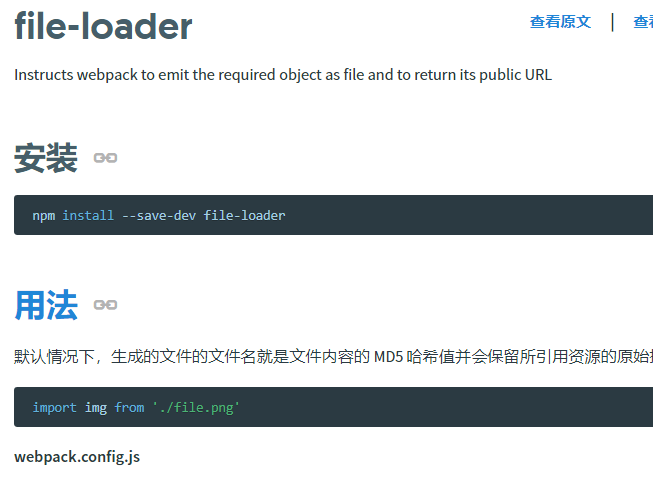 file-loader
查看原文 | 查看
Instructs webpack to emit the required object as file and to return its public URL
安装
npm install --save-dev file-loader
用法
默认情况下，生成的文件的文件名就是文件内容的 MD5 哈希值并会保留所引用资源的原始
import img from './file.png'
webpack.config.js